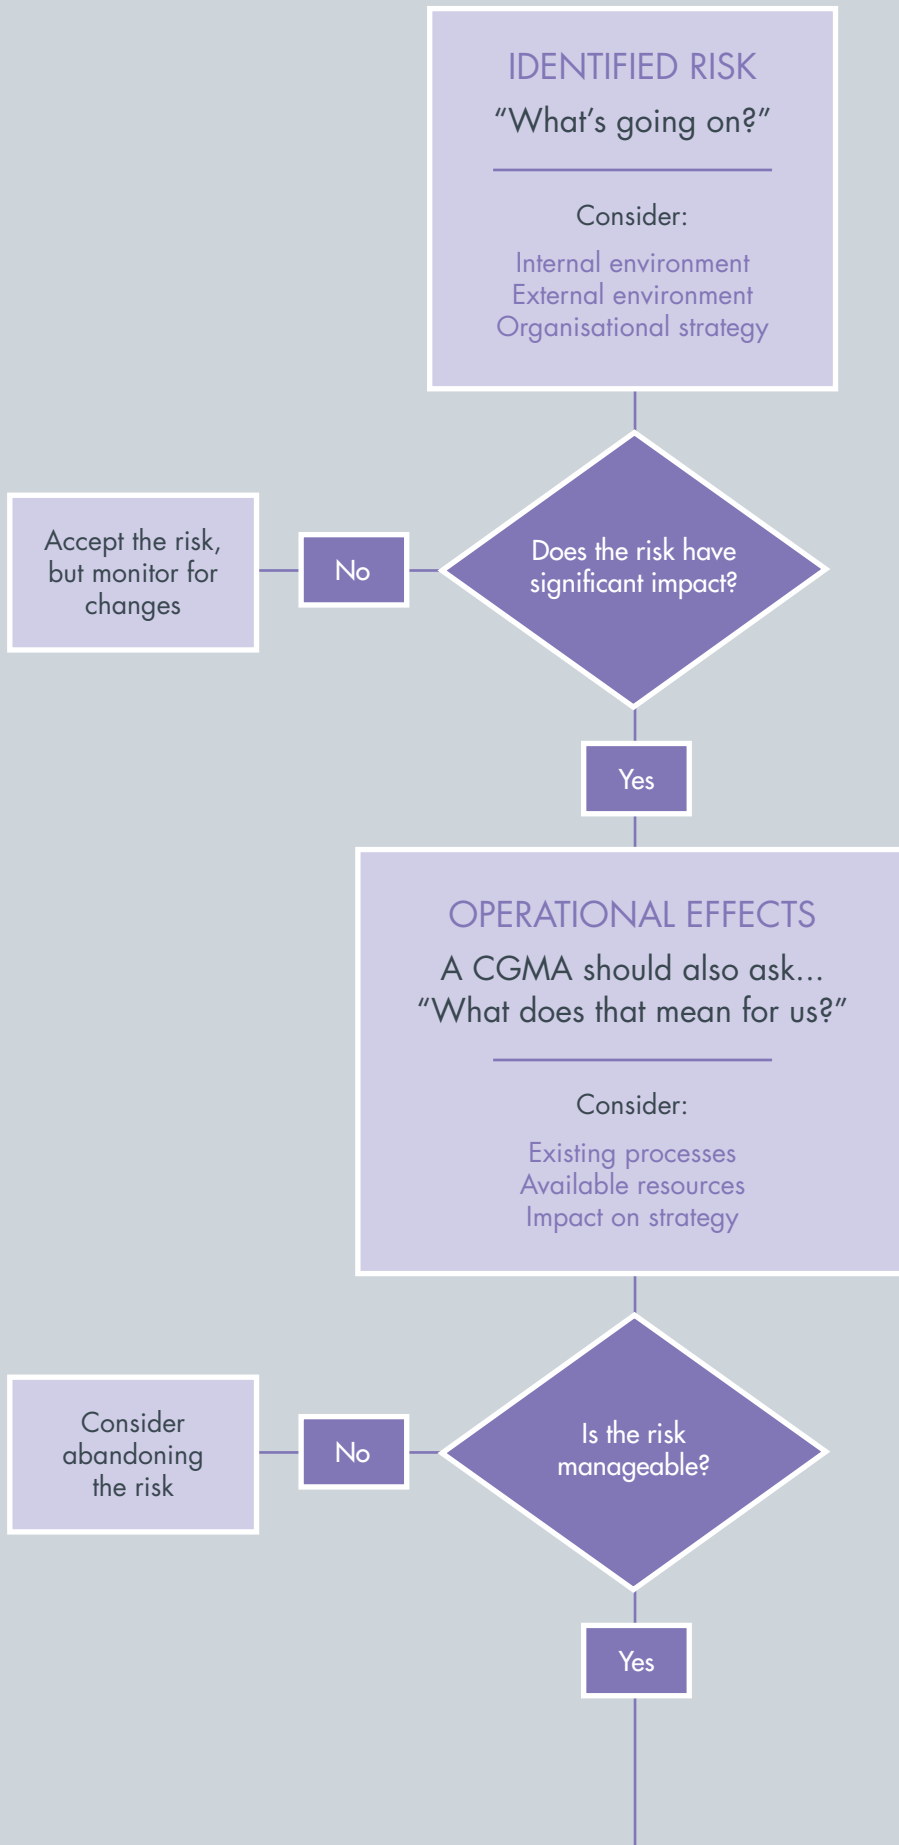 IDENTIFIED RISK
“What’s going on?”
Consider:
Internal environment
External environment
Organisational strategy
Does the risk have
significant impact?
No
Accept the risk,
but monitor for
changes
Yes
OPERATIONAL EFFECTS
A CGMA should also ask...
“What does that mean for us?”
Consider:
Existing processes
Available resources
Impact on strategy
Is the risk
manageable?
No
Consider
abandoning
the risk
Yes